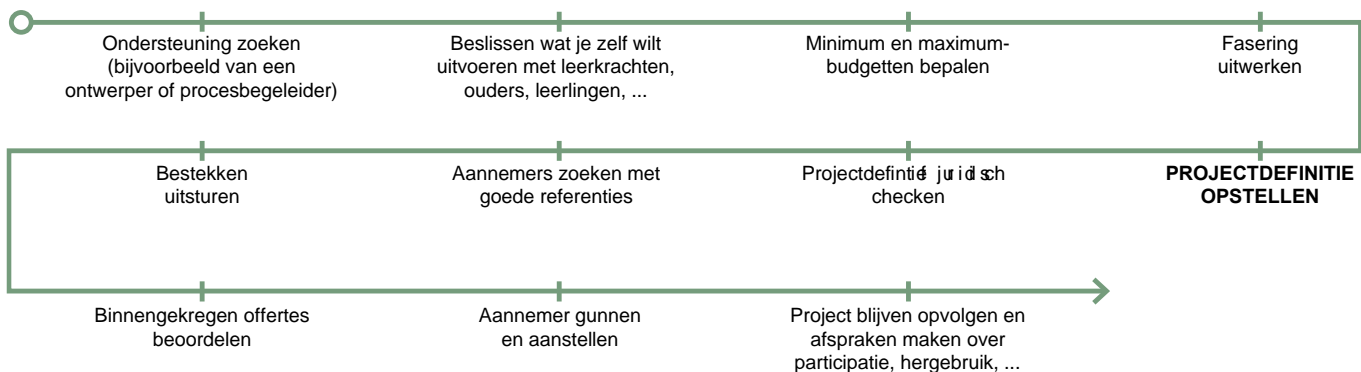 Ondersteuning zoeken
(bijvoorbeeld van een
ontwerper of procesbegeleider)
Beslissen wat je zelf wilt
uitvoeren met leerkrachten,
ouders, leerlingen, ...
Minimum en maximum-
budgetten bepalen
Fasering
uitwerken
Bestekken
uitsturen
Aannemers zoeken met
goede referenties
Projectdefintie juridisch
checken
PROJECTDEFINITIE
OPSTELLEN
Binnengekregen offertes
beoordelen
Aannemer gunnen
en aanstellen
Project blijven opvolgen en
afspraken maken over
participatie, hergebruik, ...